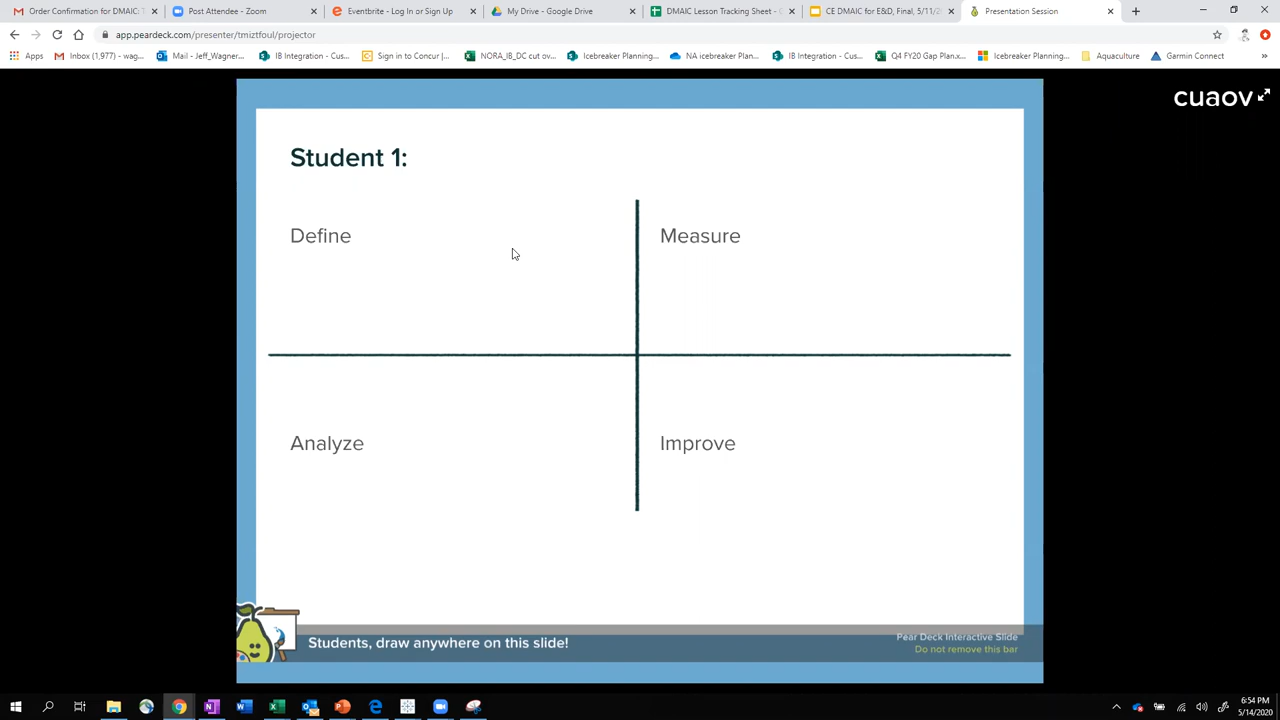 Order Confirmation for DMAIC: T
Post Attendee - Zoom
Eventbrite - Log In or Sign Up
My Drive - Google Drive
DMAIC Lesson Tracking Sheet - G
CE DMAIC for E&D, Final, 5/11/2
Presentation Session
app.peardeck.com/presenter/tmiztfoul/projector
Apps
Inbox (1,977) - wag...
Mail - Jeff_Wagner...
IB Integration - Cus...
Sign in to Concur |...
NORA_IB_DC cut ov...
Icebreaker Planning...
NA icebreaker Plan...
IB Integration - Cus...
Q4 FY20 Gap Plan.x...
Icebreaker Planning...
Aquaculture
Garmin Connect
cuaov
Student 1:
Define
Measure
Analyze
Improve
Students, draw anywhere on this slide!
Pear Deck Interactive Slide
Do not remove this bar
6:54 PM
5/14/2020